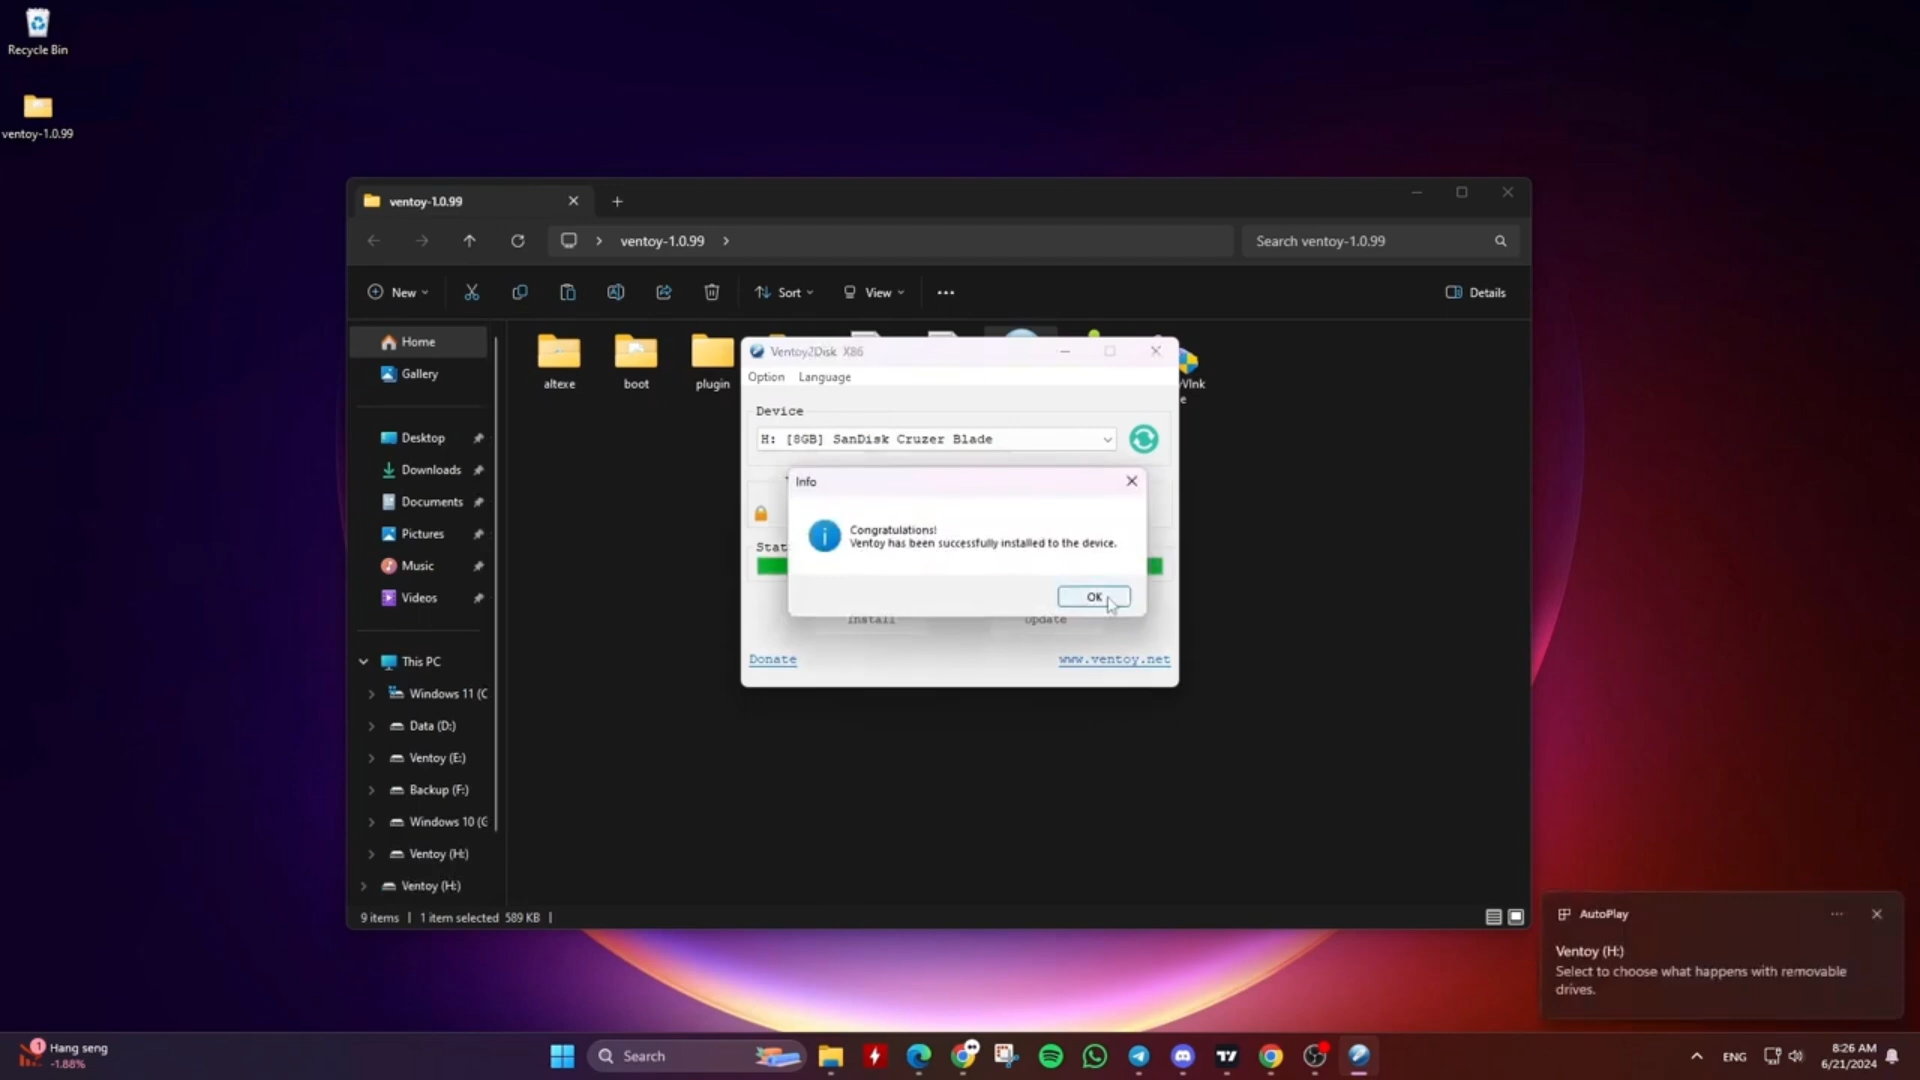 Recycle Bin
ventoy-1.0.99
ventoy-1.0.99
ventoy-1.0.99
Search ventoy-1.0.99
New
Sort
View
Details
Home
Gallery
Desktop
Downloads
Documents
Pictures
Music
Videos
This PC
Windows 11 (C
Data (D:)
Ventoy (E:)
Backup (F:)
Windows 10 (G
Ventoy (H:)
Ventoy (H:)
altexe
boot
plugin
Ventoy2Disk X86
Option Language
Device
H: [8GB] SanDisk Cruzer Blade
Info
Congratulations!
Ventoy has been successfully installed to the device.
OK
Stat
Install
Update
Donate
www.ventoy.net
9 items | 1 item selected 589 KB |
AutoPlay
Ventoy (H:)
Select to choose what happens with removable
drives.
1
Hang seng
-1.88%
Search
ENG
8:26 AM
6/21/2024